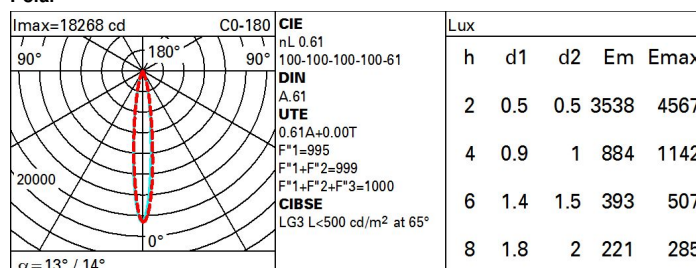 Imax=18268 cd C0-180
90° 180° 90°
20000
0°
α=13° / 14°
CIE
nL 0.61
100-100-100-100-61
DIN
A.61
UTE
0.61A+0.00T
F"1=995
F"1+F"2=999
F"1+F"2+F"3=1000
CIBSE
LG3 L<500 cd/m² at 65°
Lux
h d1 d2 Em Emax
2 0.5 0.5 3538 4567
4 0.9 1 884 1142
6 1.4 1.5 393 507
8 1.8 2 221 285